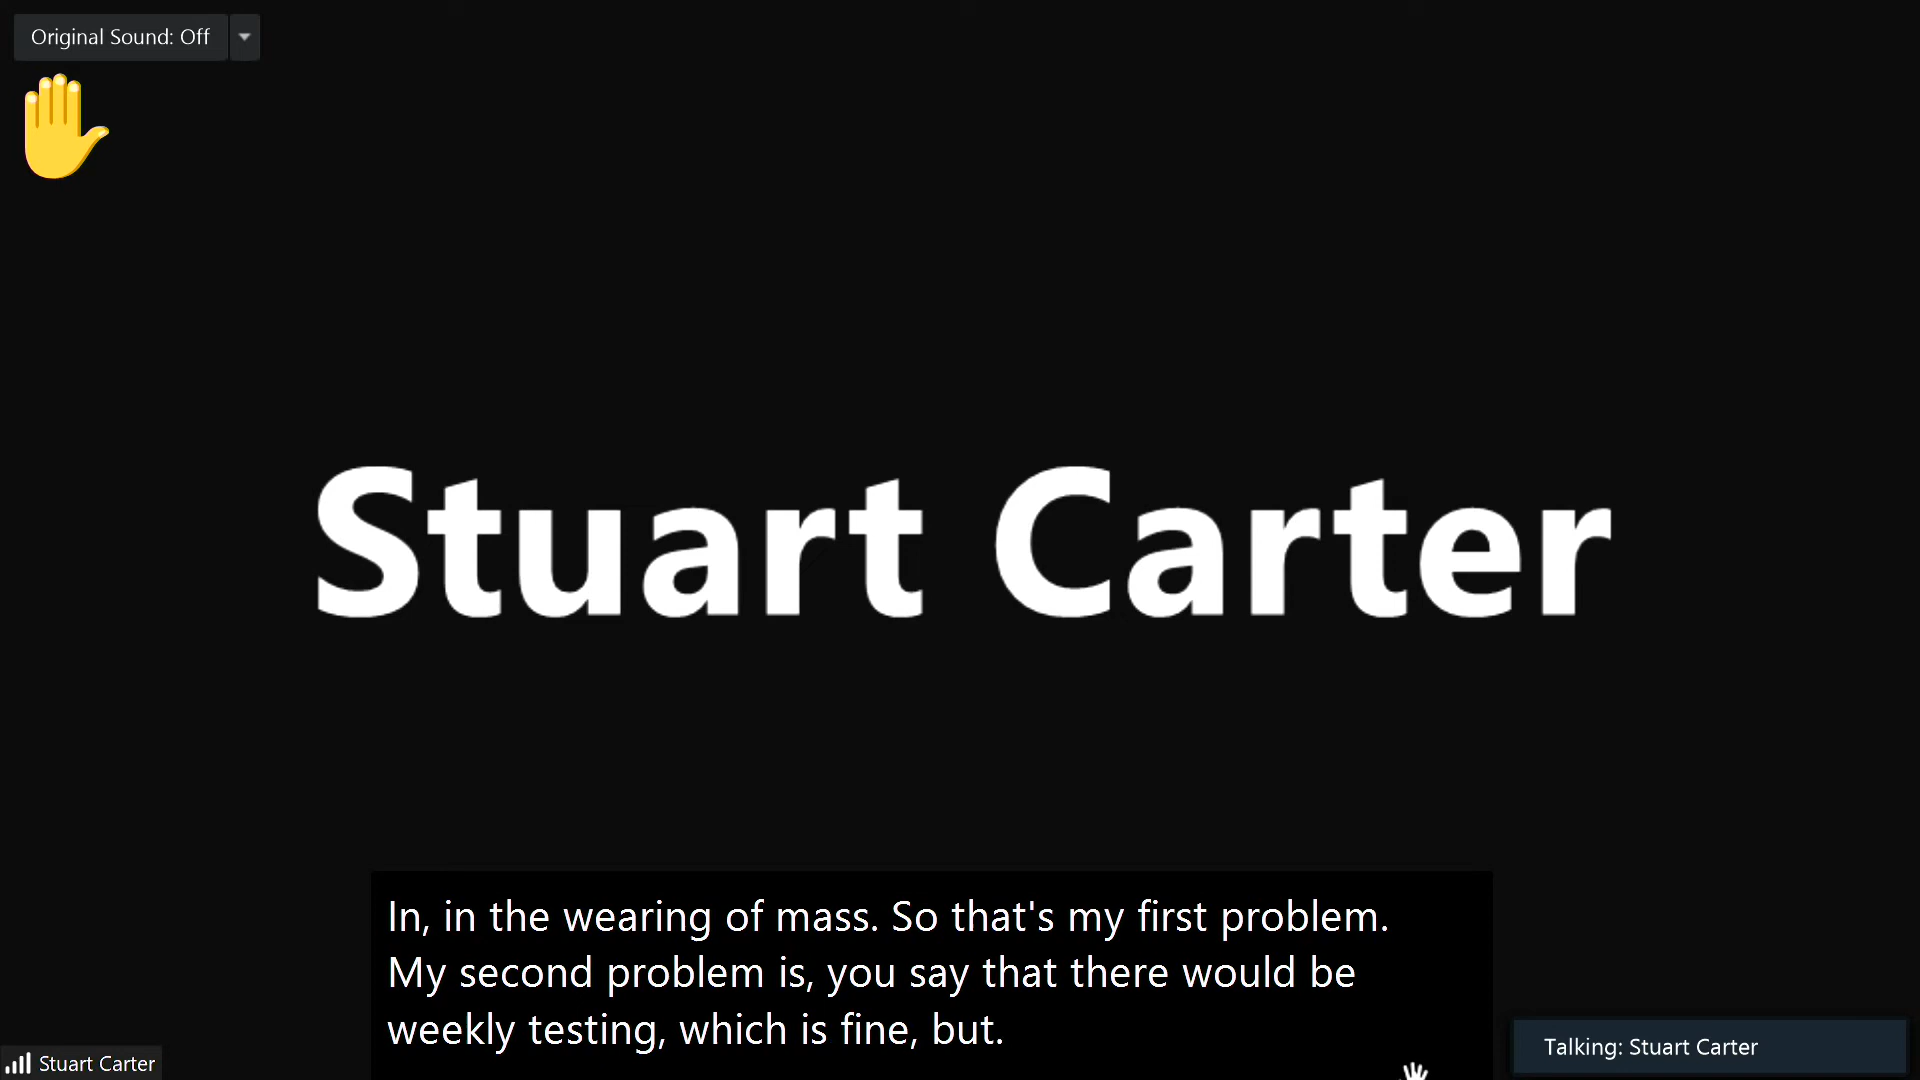 Original Sound: Off
Stuart Carter
In, in the wearing of mass. So that's my first problem.
My second problem is, you say that there would be
weekly testing, which is fine, but.
Stuart Carter
Talking: Stuart Carter